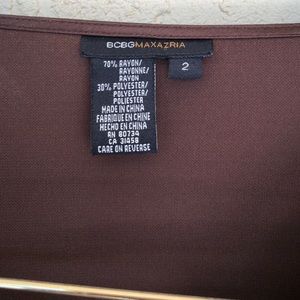 BCBGMAXAZRIA
2
70% RAYON/
RAYONNE/
RAYON
30% POLYESTER/
POLYESTER/
POLIESTER
MADE IN CHINA
FABRIQUE EN CHINE
HECHO EN CHINA
RN 80734
CA 31458
CARE ON REVERSE